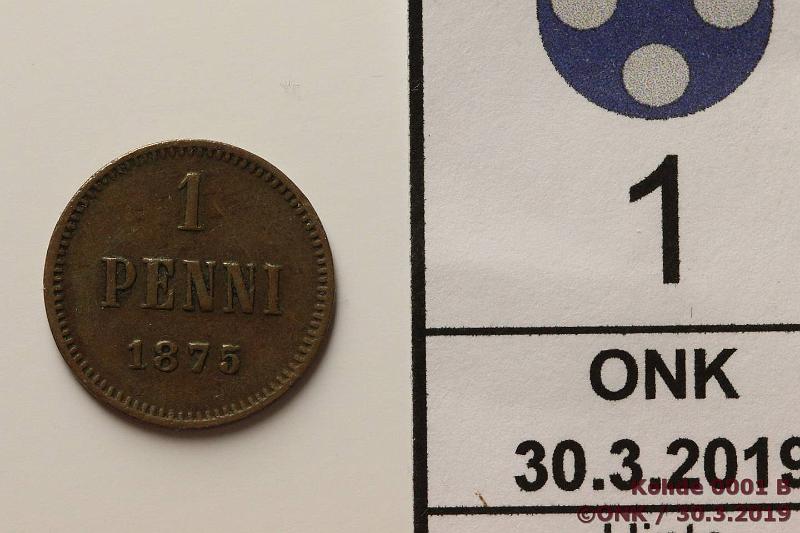 1
PENNI
1875
1
ONK
30.3.2019
Kohde 0001 B
©ONK / 30.3.2019